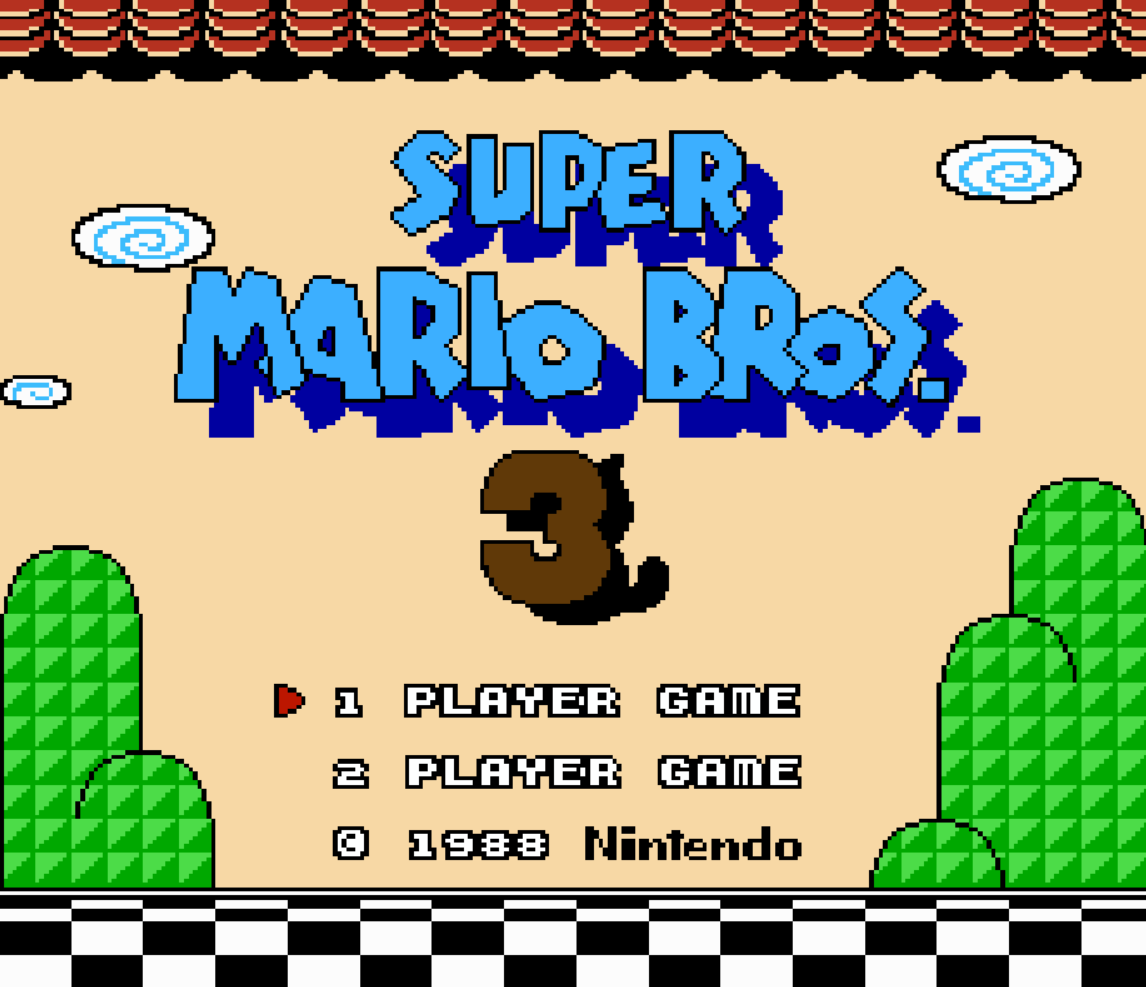 SUPER
MARIO BROS.
3
1 PLAYER GAME
2 PLAYER GAME
© 1988 Nintendo